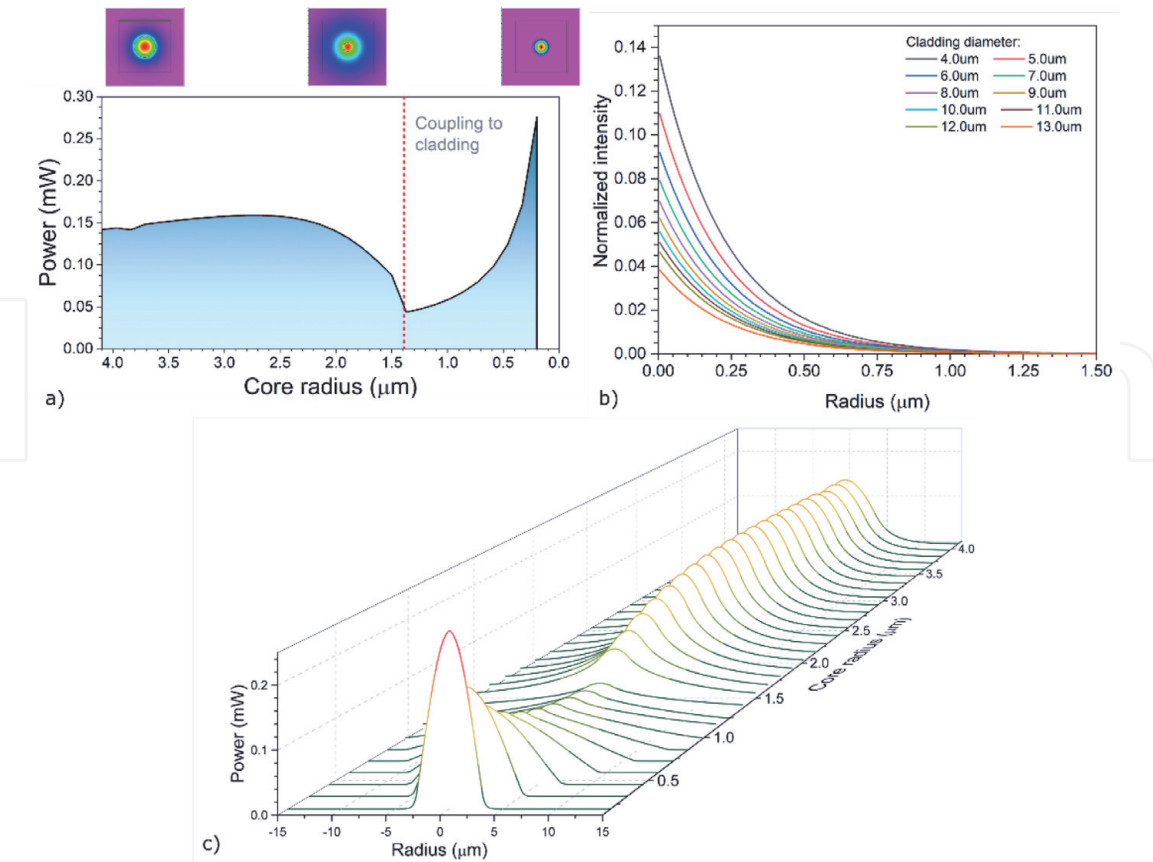 0.30
0.25
0.20
0.15
0.10
0.05
0.00
Power (mW)
Coupling to
cladding
4.0 3.5 3.0 2.5 2.0 1.5 1.0 0.5 0.0
Core radius (μm)
a)
0.14
0.12
0.10
0.08
0.06
0.04
0.02
0.00
Normalized intensity
Cladding diameter:
4.0um 5.0um
6.0um 7.0um
8.0um 9.0um
10.0um 11.0um
12.0um 13.0um
0.00 0.25 0.50 0.75 1.00 1.25 1.50
Radius (μm)
b)
0.2
0.1
0.0
Power (mW)
-15 -10 -5 0 5 10 15
Radius (μm)
0.5
1.0
1.5
2.0
2.5
3.0
3.5
4.0
Core radius (μm)
c)